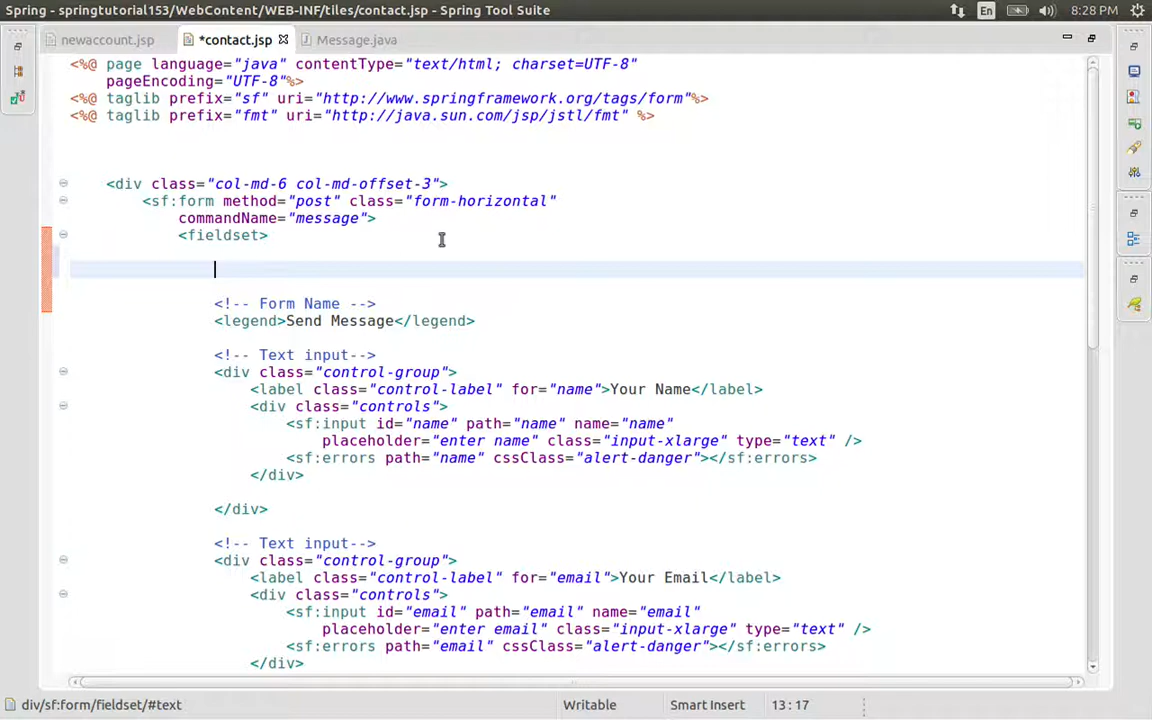 Spring - springtutorial153/WebContent/WEB-INF/tiles/contact.jsp - Spring Tool Suite
En
8:28 PM
newaccount.jsp
*contact.jsp
Message.java
<%@ page language="java" contentType="text/html; charset=UTF-8"
pageEncoding="UTF-8"%>
<%@ taglib prefix="sf" uri="http://www.springframework.org/tags/form"%>
<%@ taglib prefix="fmt" uri="http://java.sun.com/jsp/jstl/fmt" %>
<div class="col-md-6 col-md-offset-3">
<sf:form method="post" class="form-horizontal"
commandName="message">
<fieldset>
<!-- Form Name -->
<legend>Send Message</legend>
<!-- Text input-->
<div class="control-group">
<label class="control-label" for="name">Your Name</label>
<div class="controls">
<sf:input id="name" path="name" name="name"
placeholder="enter name" class="input-xlarge" type="text" />
<sf:errors path="name" cssClass="alert-danger"></sf:errors>
</div>
</div>
<!-- Text input-->
<div class="control-group">
<label class="control-label" for="email">Your Email</label>
<div class="controls">
<sf:input id="email" path="email" name="email"
placeholder="enter email" class="input-xlarge" type="text" />
<sf:errors path="email" cssClass="alert-danger"></sf:errors>
</div>
div/sf:form/fieldset/#text
Writable
Smart Insert
13:17